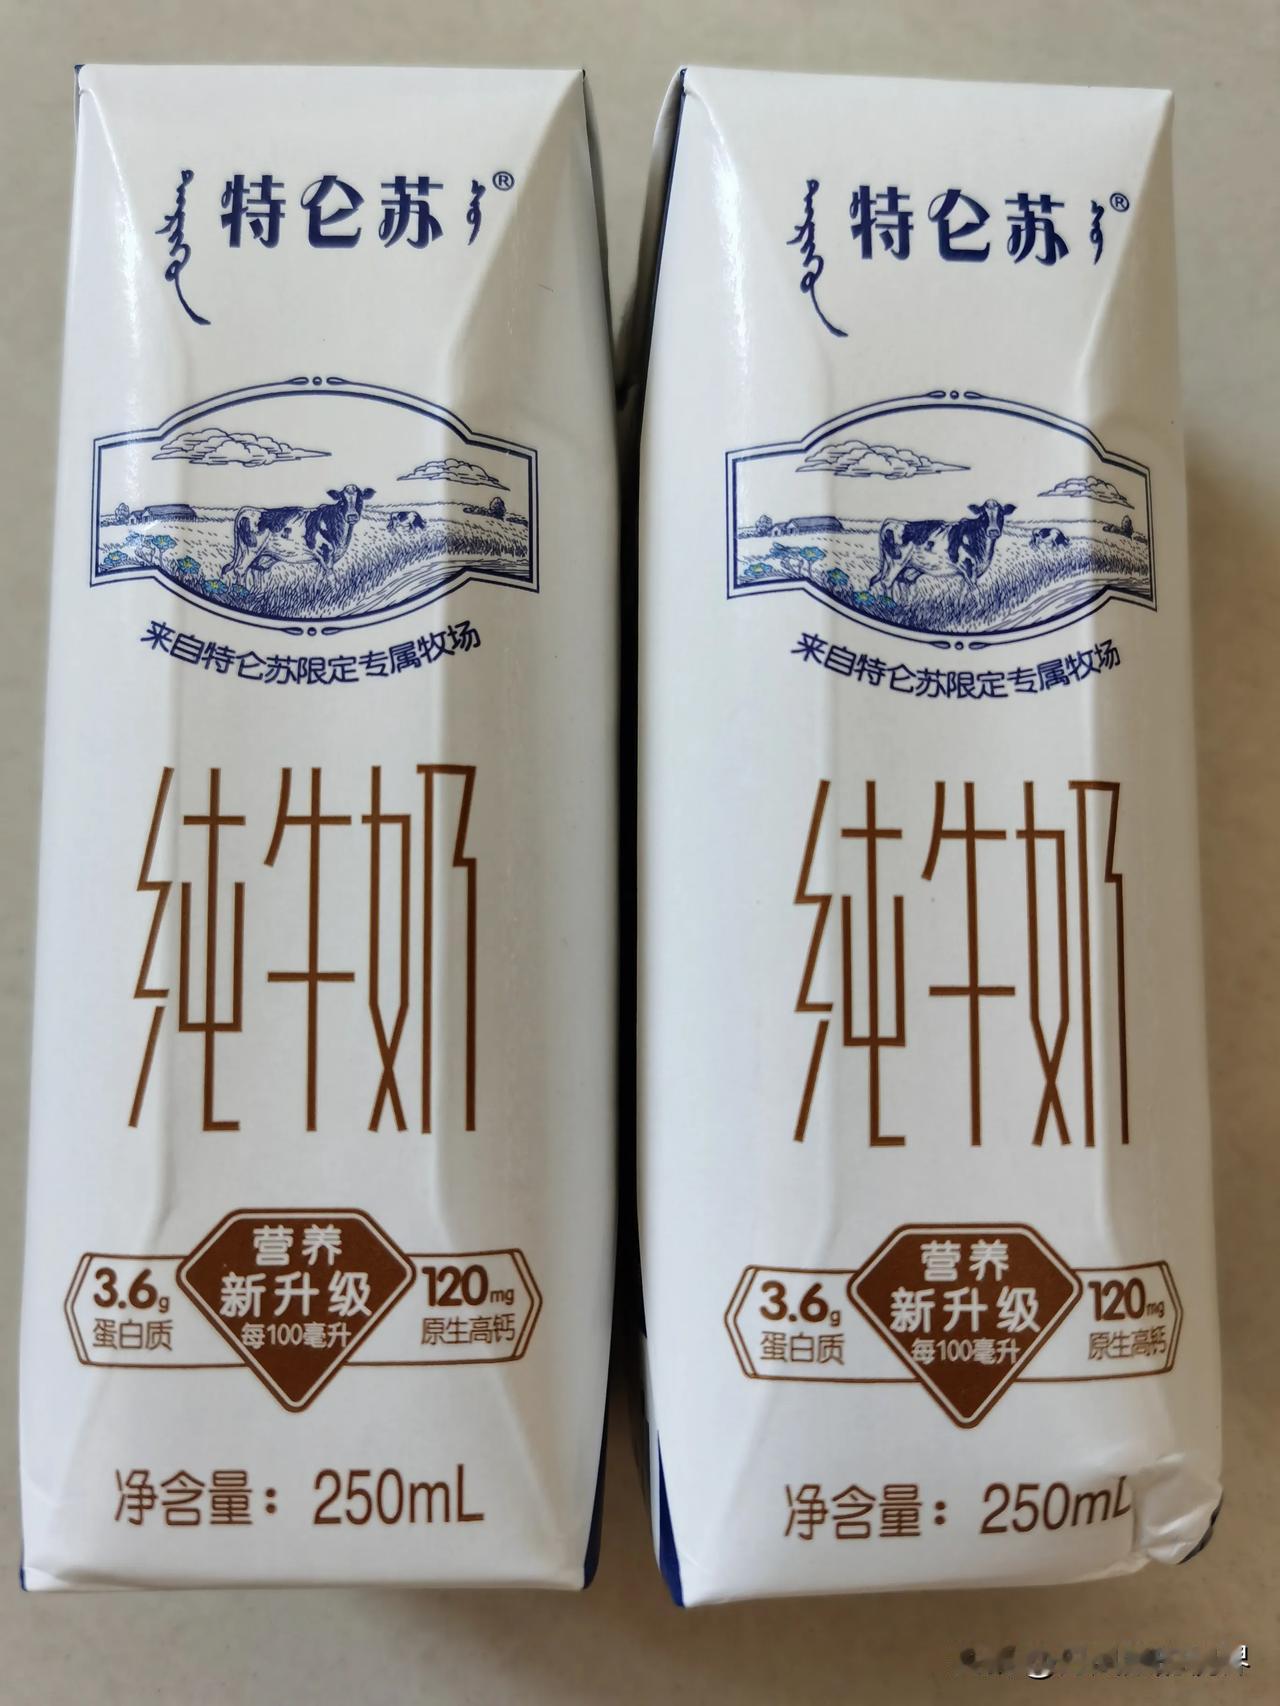 特仑苏®
来自特仑苏限定专属牧场
纯牛奶
营养
新升级
每100毫升
3.6g
蛋白质
120mg
原生高钙
净含量：250mL
特仑苏®
来自特仑苏限定专属牧场
纯牛奶
营养
新升级
每100毫升
3.6g
蛋白质
120mg
原生高钙
净含量：250mL